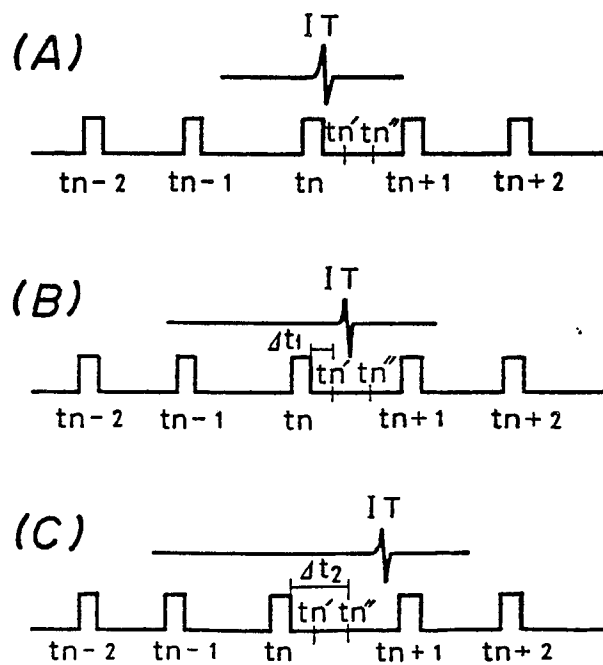 (A)
IT
tn' tn"
tn-2 tn-1 tn tn+1 tn+2
(B)
IT
Δt1
tn' tn"
tn-2 tn-1 tn tn+1 tn+2
(C)
IT
Δt2
tn' tn"
tn-2 tn-1 tn tn+1 tn+2